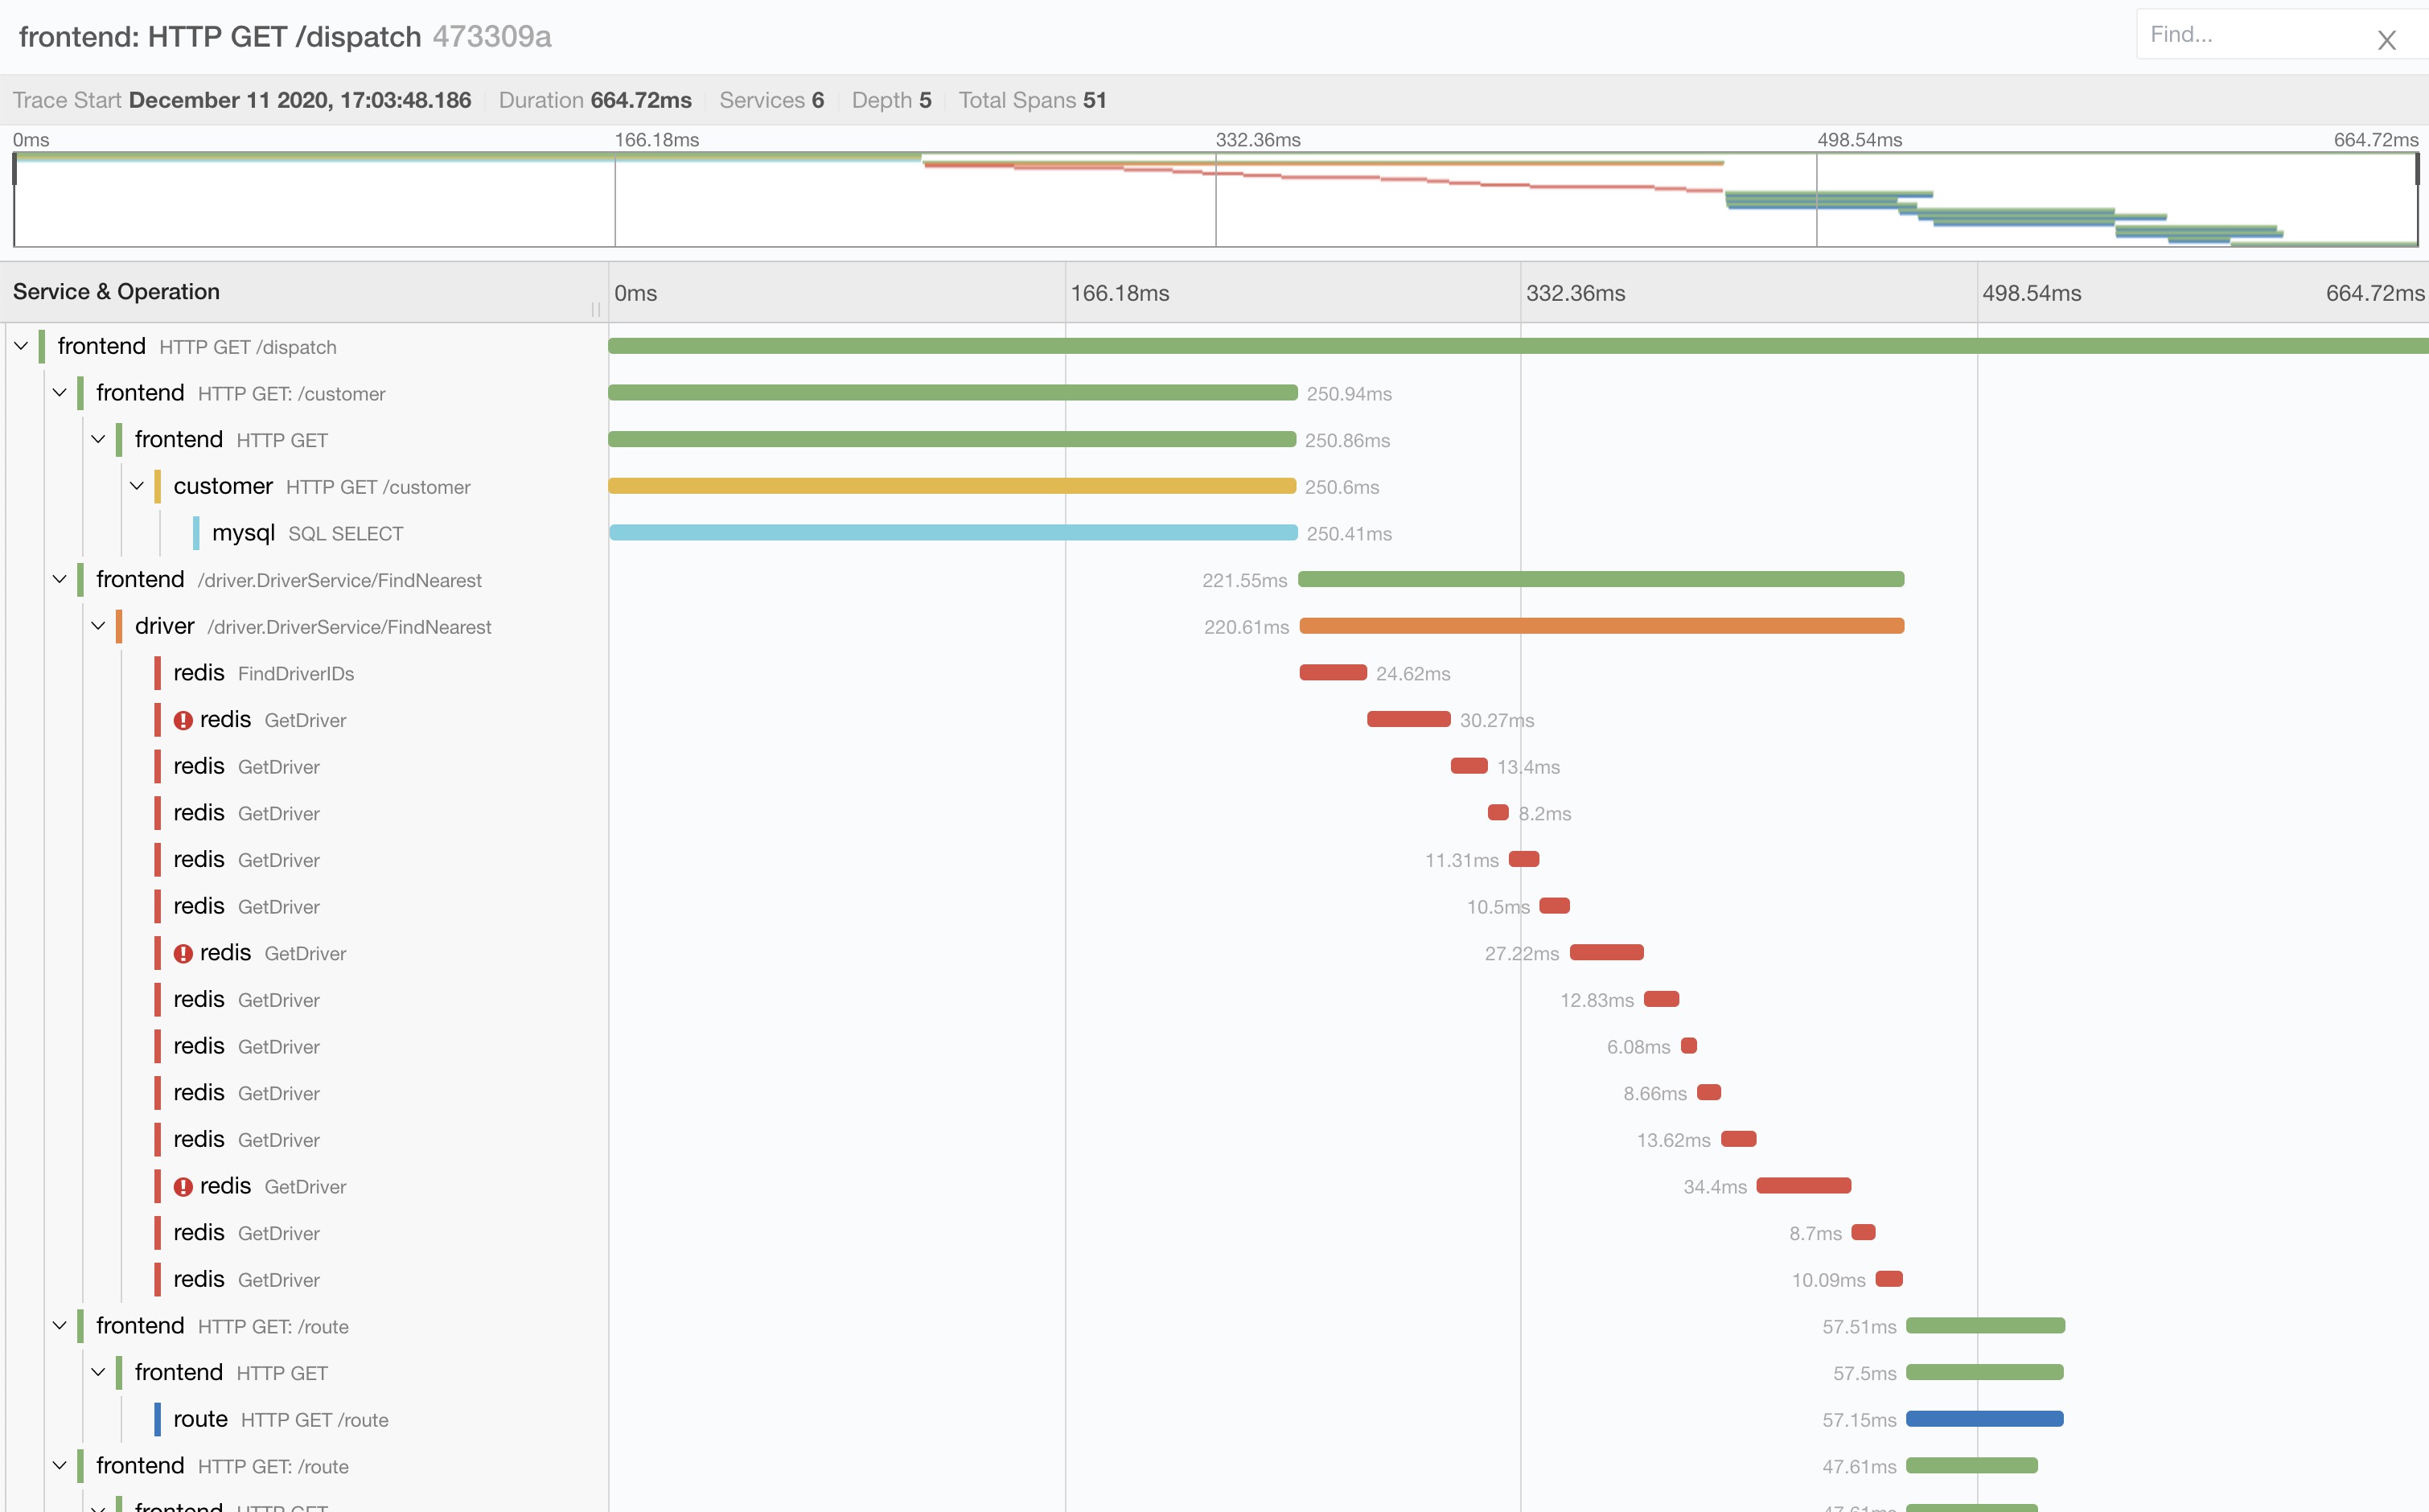 frontend: HTTP GET /dispatch 473309a
Find...
Trace Start December 11 2020, 17:03:48.186 Duration 664.72ms Services 6 Depth 5 Total Spans 51
0ms 166.18ms 332.36ms 498.54ms 664.72ms
Service & Operation 0ms 166.18ms 332.36ms 498.54ms 664.72ms
frontend HTTP GET /dispatch
frontend HTTP GET: /customer 250.94ms
frontend HTTP GET 250.86ms
customer HTTP GET /customer 250.6ms
mysql SQL SELECT 250.41ms
frontend /driver.DriverService/FindNearest 221.55ms
driver /driver.DriverService/FindNearest 220.61ms
redis FindDriverIDs 24.62ms
redis GetDriver 30.27ms
redis GetDriver 13.4ms
redis GetDriver 8.2ms
redis GetDriver 11.31ms
redis GetDriver 10.5ms
redis GetDriver 27.22ms
redis GetDriver 12.83ms
redis GetDriver 6.08ms
redis GetDriver 8.66ms
redis GetDriver 13.62ms
redis GetDriver 34.4ms
redis GetDriver 8.7ms
redis GetDriver 10.09ms
frontend HTTP GET: /route 57.51ms
frontend HTTP GET 57.5ms
route HTTP GET /route 57.15ms
frontend HTTP GET: /route 47.61ms
frontend HTTP GET 47.61ms